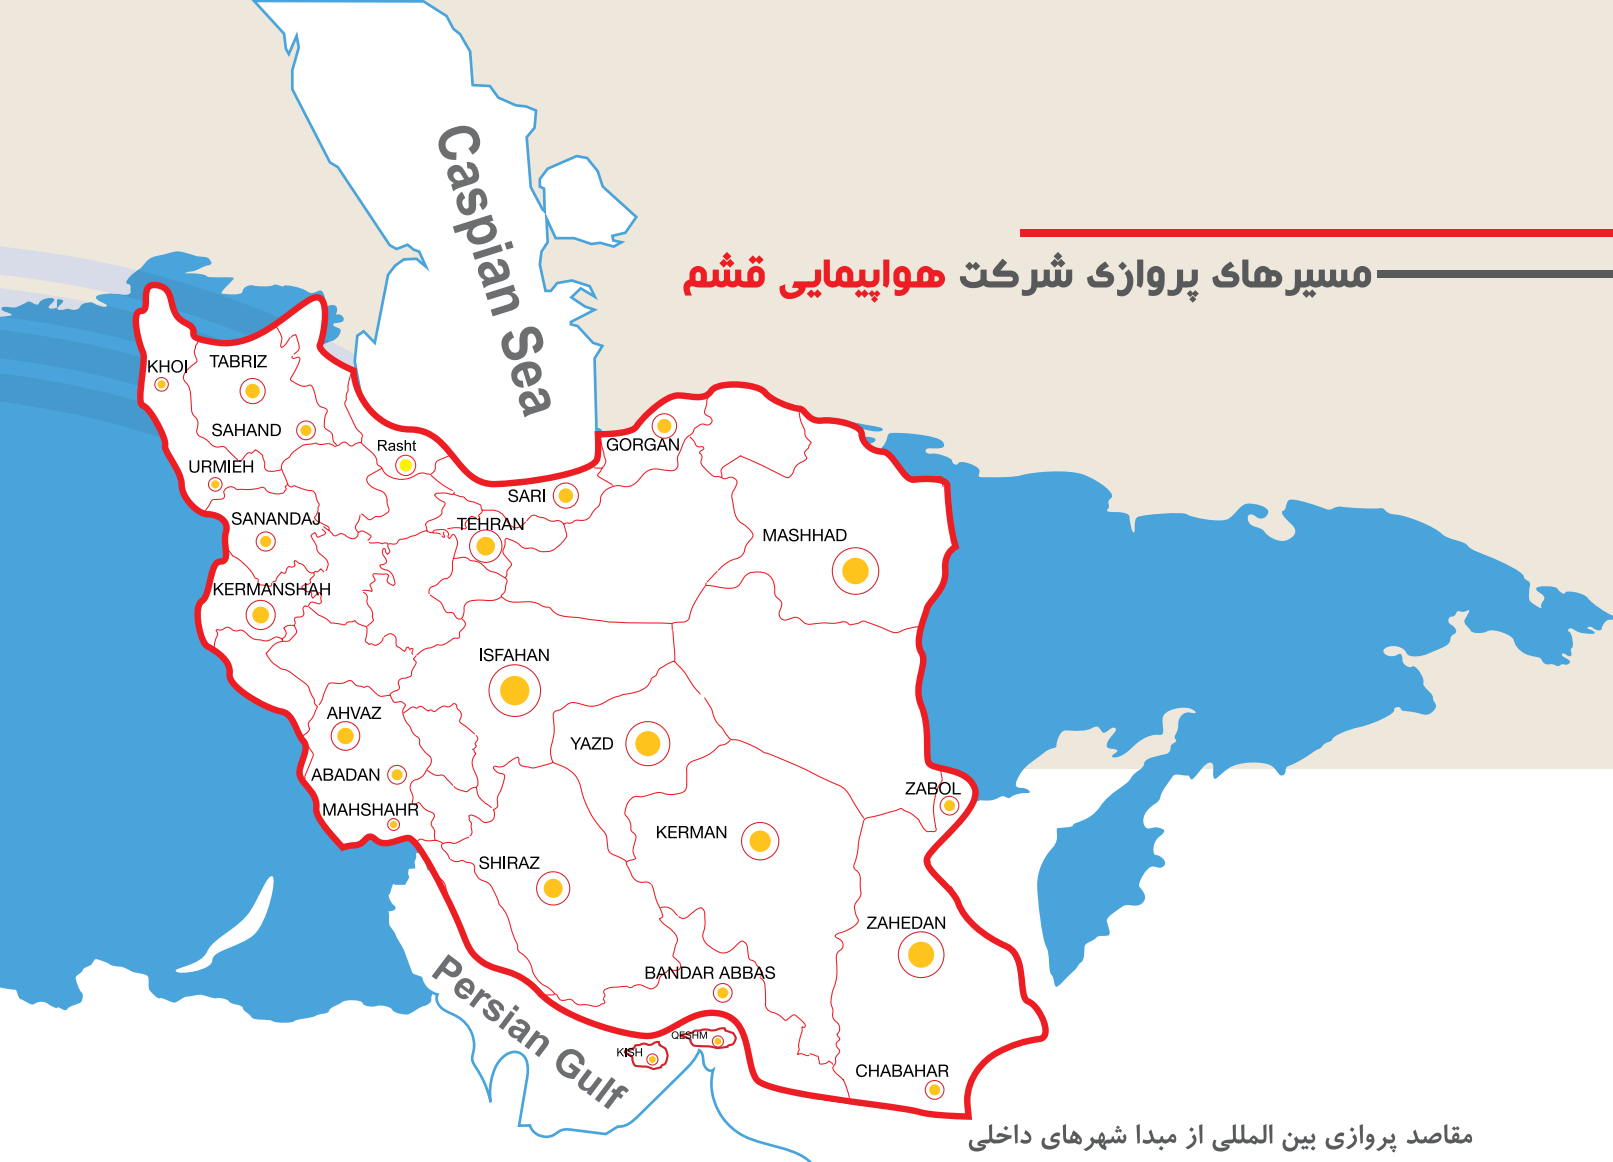 Caspian Sea
مسیرهای پروازی شرکت هواپیمایی قشم
KHOI
TABRIZ
SAHAND
Rasht
GORGAN
URMIEH
SARI
SANANDAJ
TEHRAN
MASHHAD
KERMANSHAH
ISFAHAN
AHVAZ
YAZD
ABADAN
ZABOL
MAHSHAHR
KERMAN
SHIRAZ
ZAHEDAN
BANDAR ABBAS
Persian Gulf
QESHM
KISH
CHABAHAR
مقاصد پروازی بین المللی از مبدا شهرهای داخلی